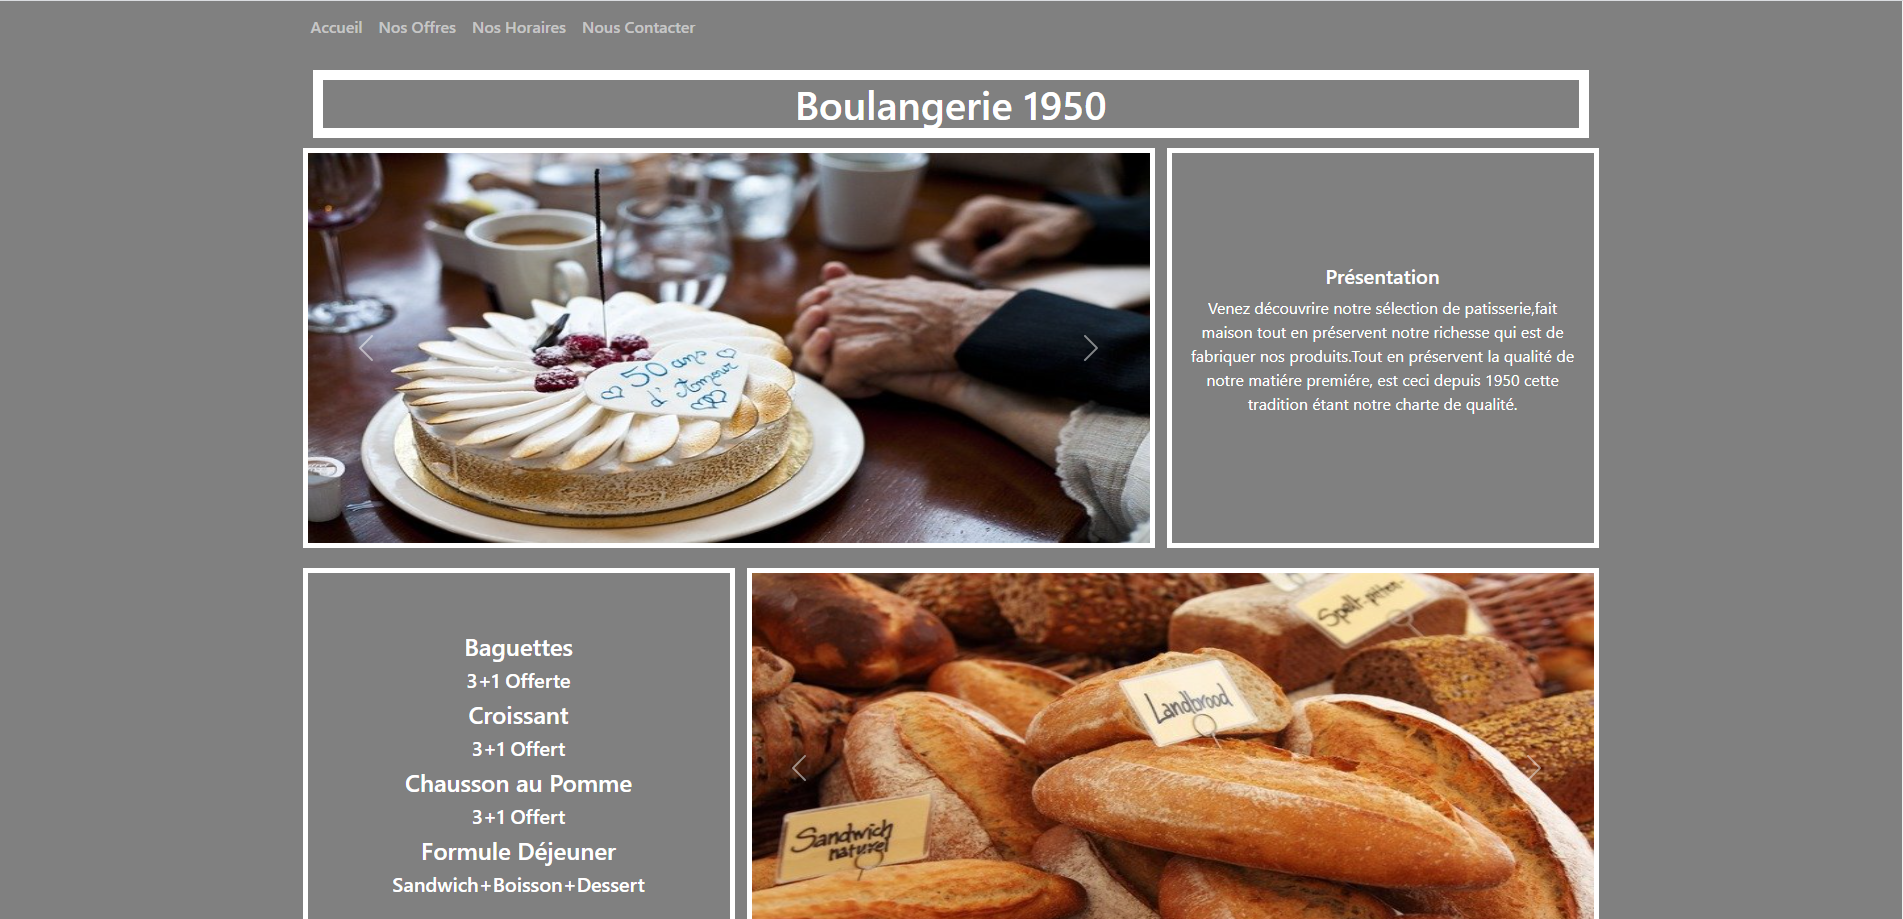 Accueil Nos Offres Nos Horaires Nous Contacter
Boulangerie 1950
50 ans
d'Amour
Présentation
Venez découvrire notre sélection de patisserie,fait
maison tout en préservent notre richesse qui est de
fabriquer nos produits.Tout en préservent la qualité de
notre matiére premiére, est ceci depuis 1950 cette
tradition étant notre charte de qualité.
Baguettes
3+1 Offerte
Croissant
3+1 Offert
Chausson au Pomme
3+1 Offert
Formule Déjeuner
Sandwich+Boisson+Dessert
Spelt-pitten-
Landbrood
Sandwich
naturel